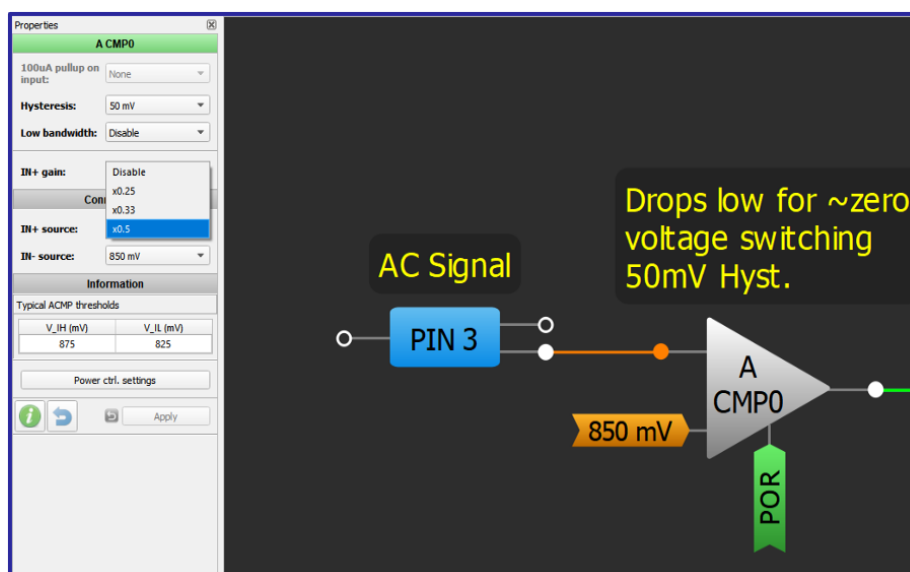 Properties
A CMP0
100uA pullup on
input:
None
Hysteresis:
50 mV
Low bandwidth:
Disable
IN+ gain:
Disable
x0.25
x0.33
x0.5
IN+ source:
IN- source:
850 mV
Information
Typical ACMP thresholds
V_IH (mV)
V_IL (mV)
875
825
Power ctrl. settings
Apply
AC Signal
PIN 3
Drops low for ~zero
voltage switching
50mV Hyst.
A
CMP0
850 mV
POR